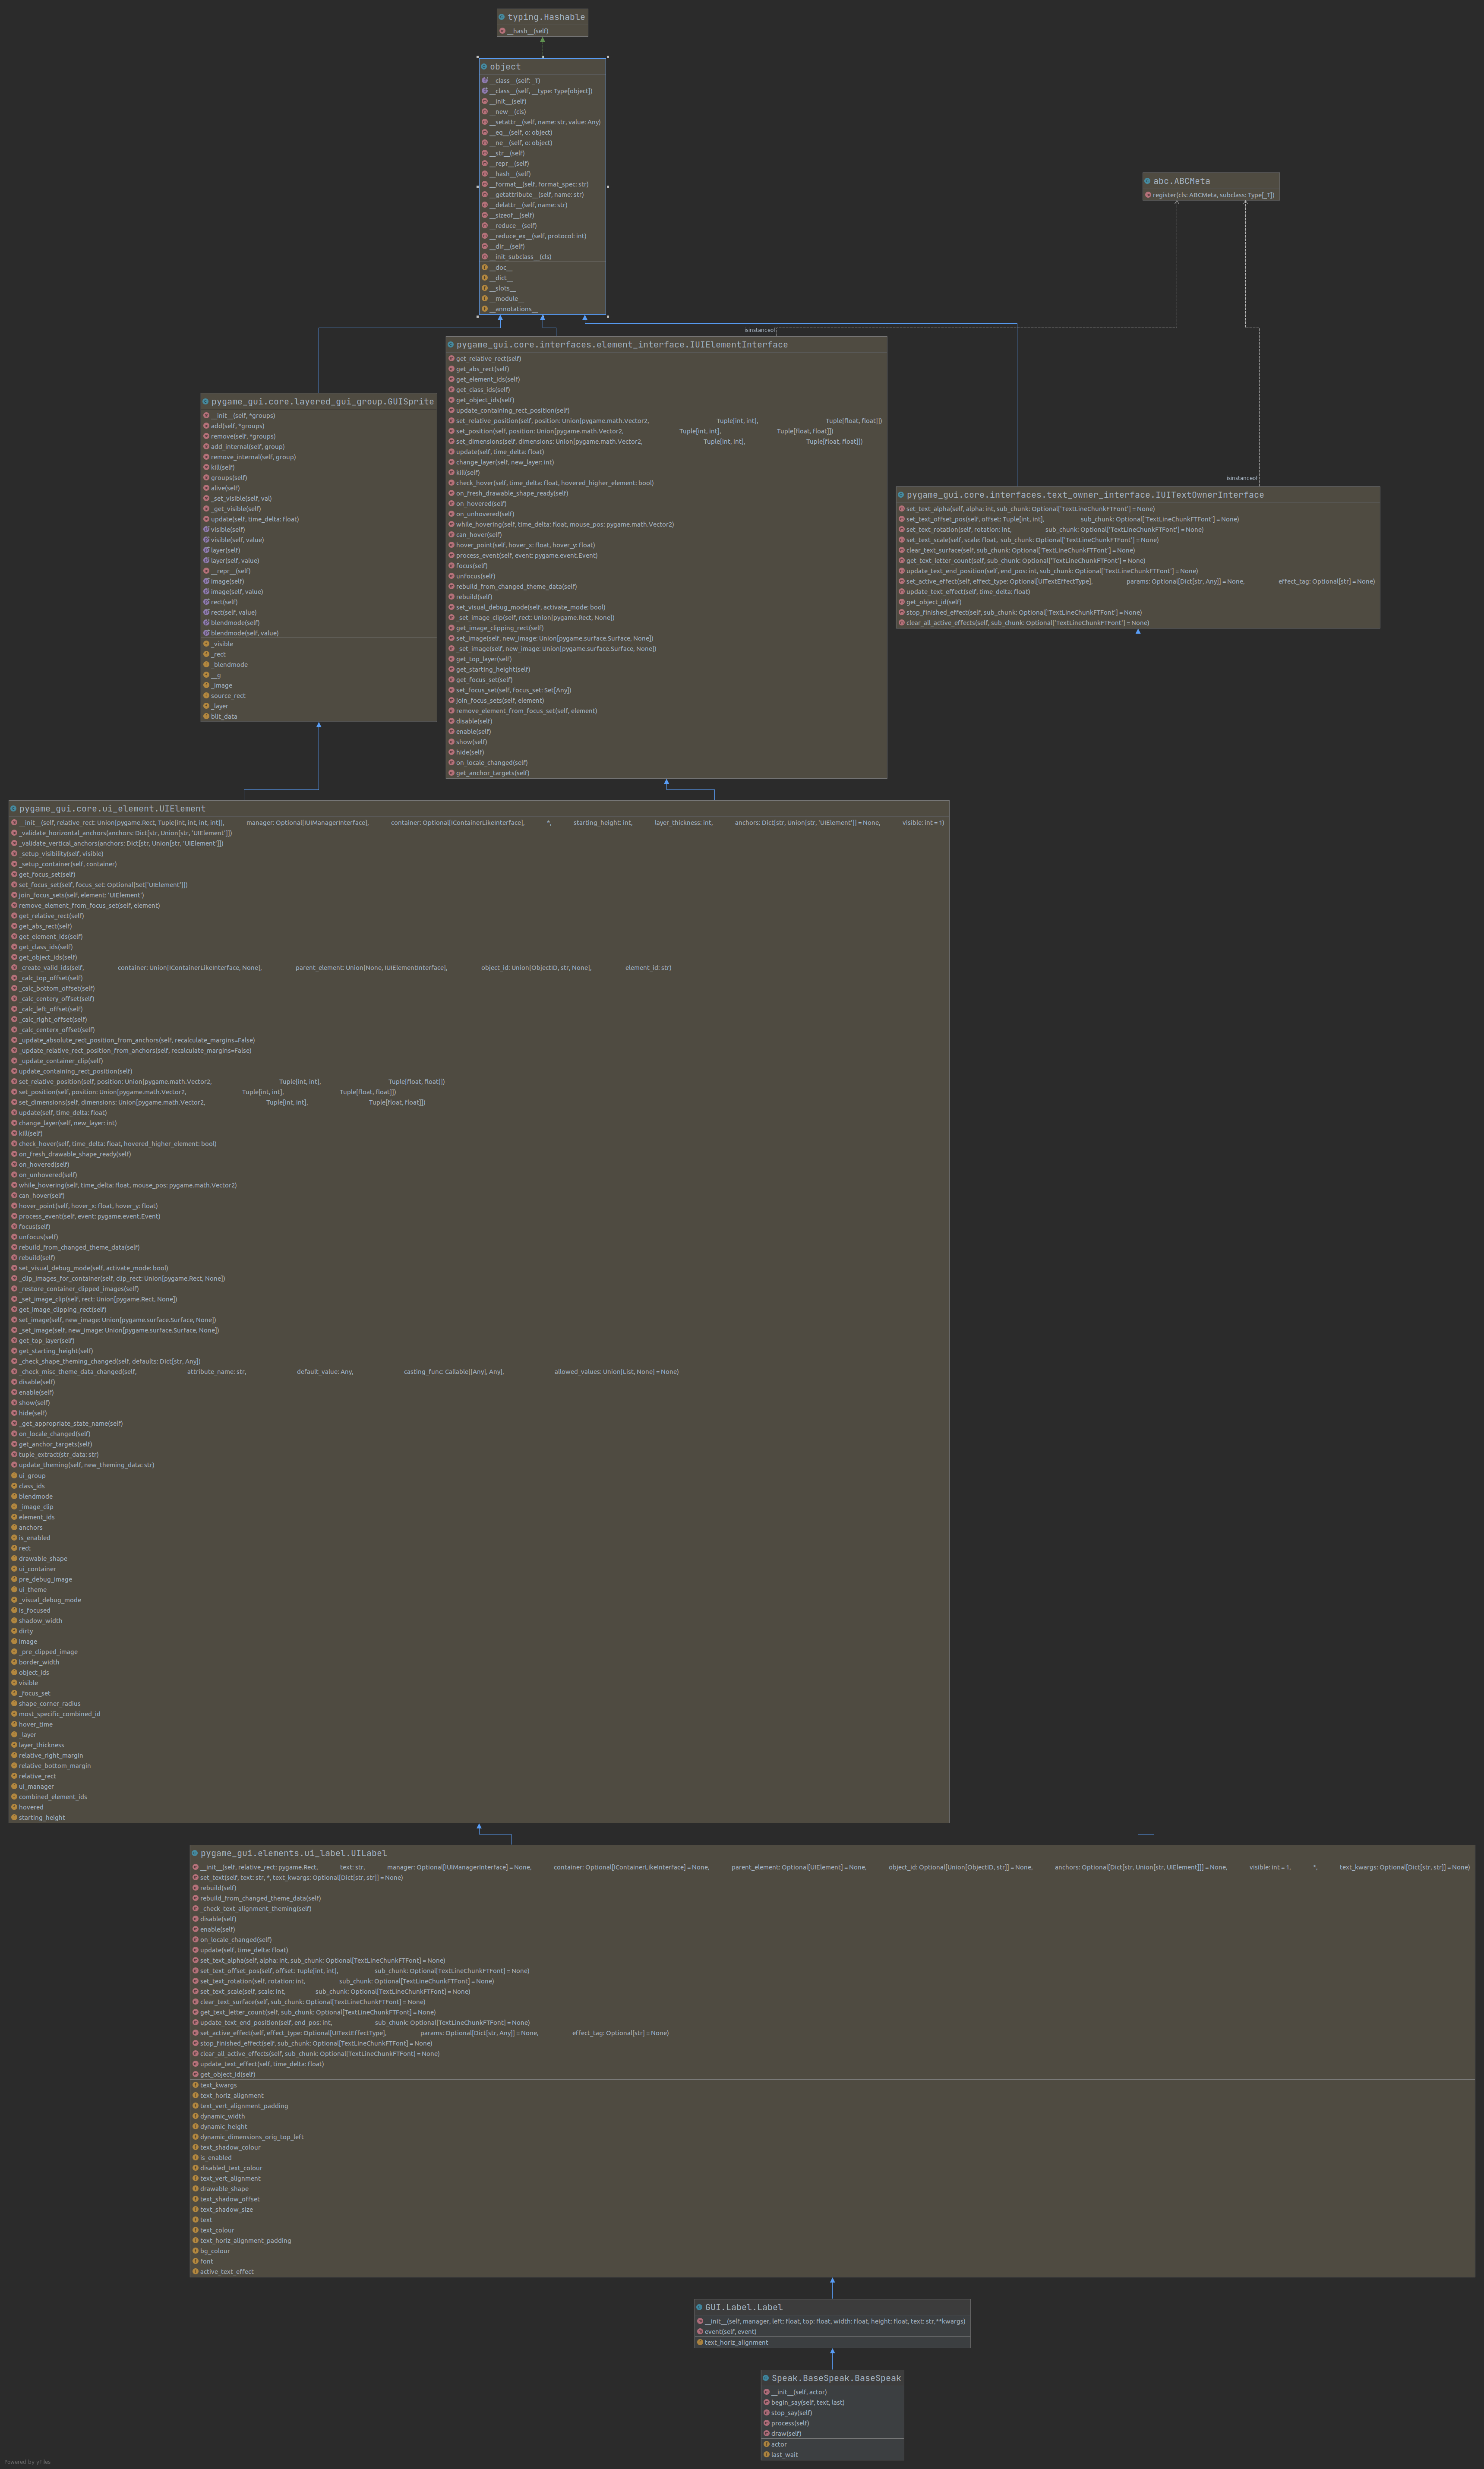 typing.Hashable
__hash__(self)
object
__class__(self: _T)
__class__(self, __type: Type[object])
__init__(self)
__new__(cls)
__setattr__(self, name: str, value: Any)
__eq__(self, o: object)
__ne__(self, o: object)
__str__(self)
__repr__(self)
__hash__(self)
__format__(self, format_spec: str)
__getattribute__(self, name: str)
__delattr__(self, name: str)
__sizeof__(self)
__reduce__(self)
__reduce_ex__(self, protocol: int)
__dir__(self)
__init_subclass__(cls)
__doc__
__dict__
__slots__
__module__
__annotations__
abc.ABCMeta
register(cls: ABCMeta, subclass: Type[_T])
isinstanceof
isinstanceof
pygame_gui.core.layered_gui_group.GUISprite
__init__(self, *groups)
add(self, *groups)
remove(self, *groups)
add_internal(self, group)
remove_internal(self, group)
kill(self)
groups(self)
alive(self)
_set_visible(self, val)
_get_visible(self)
update(self, time_delta: float)
visible(self)
visible(self, value)
layer(self)
layer(self, value)
__repr__(self)
image(self)
image(self, value)
rect(self)
rect(self, value)
blendmode(self)
blendmode(self, value)
_visible
_rect
_blendmode
__g
_image
source_rect
_layer
blit_data
pygame_gui.core.interfaces.element_interface.IUIElementInterface
get_relative_rect(self)
get_abs_rect(self)
get_element_ids(self)
get_class_ids(self)
get_object_ids(self)
update_containing_rect_position(self)
set_relative_position(self, position: Union[pygame.math.Vector2, Tuple[int, int], Tuple[float, float]])
set_position(self, position: Union[pygame.math.Vector2, Tuple[int, int], Tuple[float, float]])
set_dimensions(self, dimensions: Union[pygame.math.Vector2, Tuple[int, int], Tuple[float, float]])
update(self, time_delta: float)
change_layer(self, new_layer: int)
kill(self)
check_hover(self, time_delta: float, hovered_higher_element: bool)
on_fresh_drawable_shape_ready(self)
on_hovered(self)
on_unhovered(self)
while_hovering(self, time_delta: float, mouse_pos: pygame.math.Vector2)
can_hover(self)
hover_point(self, hover_x: float, hover_y: float)
process_event(self, event: pygame.event.Event)
focus(self)
unfocus(self)
rebuild_from_changed_theme_data(self)
rebuild(self)
set_visual_debug_mode(self, activate_mode: bool)
_set_image_clip(self, rect: Union[pygame.Rect, None])
get_image_clipping_rect(self)
set_image(self, new_image: Union[pygame.surface.Surface, None])
_set_image(self, new_image: Union[pygame.surface.Surface, None])
get_top_layer(self)
get_starting_height(self)
get_focus_set(self)
set_focus_set(self, focus_set: Set[Any])
join_focus_sets(self, element)
remove_element_from_focus_set(self, element)
disable(self)
enable(self)
show(self)
hide(self)
on_locale_changed(self)
get_anchor_targets(self)
pygame_gui.core.interfaces.text_owner_interface.IUITextOwnerInterface
set_text_alpha(self, alpha: int, sub_chunk: Optional['TextLineChunkFTFont'] = None)
set_text_offset_pos(self, offset: Tuple[int, int], sub_chunk: Optional['TextLineChunkFTFont'] = None)
set_text_rotation(self, rotation: int, sub_chunk: Optional['TextLineChunkFTFont'] = None)
set_text_scale(self, scale: float, sub_chunk: Optional['TextLineChunkFTFont'] = None)
clear_text_surface(self, sub_chunk: Optional['TextLineChunkFTFont'] = None)
get_text_letter_count(self, sub_chunk: Optional['TextLineChunkFTFont'] = None)
update_text_end_position(self, end_pos: int, sub_chunk: Optional['TextLineChunkFTFont'] = None)
set_active_effect(self, effect_type: Optional[UITextEffectType], params: Optional[Dict[str, Any]] = None, effect_tag: Optional[str] = None)
update_text_effect(self, time_delta: float)
get_object_id(self)
stop_finished_effect(self, sub_chunk: Optional['TextLineChunkFTFont'] = None)
clear_all_active_effects(self, sub_chunk: Optional['TextLineChunkFTFont'] = None)
pygame_gui.core.ui_element.UIElement
__init__(self, relative_rect: Union[pygame.Rect, Tuple[int, int, int, int]], manager: Optional[IUIManagerInterface], container: Optional[IContainerLikeInterface], *, starting_height: int, layer_thickness: int, anchors: Dict[str, Union[str, 'UIElement']] = None, visible: int = 1)
_validate_horizontal_anchors(anchors: Dict[str, Union[str, 'UIElement']])
_validate_vertical_anchors(anchors: Dict[str, Union[str, 'UIElement']])
_setup_visibility(self, visible)
_setup_container(self, container)
get_focus_set(self)
set_focus_set(self, focus_set: Optional[Set['UIElement']])
join_focus_sets(self, element: 'UIElement')
remove_element_from_focus_set(self, element)
get_relative_rect(self)
get_abs_rect(self)
get_element_ids(self)
get_class_ids(self)
get_object_ids(self)
_create_valid_ids(self, container: Union[IContainerLikeInterface, None], parent_element: Union[None, IUIElementInterface], object_id: Union[ObjectID, str, None], element_id: str)
_calc_top_offset(self)
_calc_bottom_offset(self)
_calc_centery_offset(self)
_calc_left_offset(self)
_calc_right_offset(self)
_calc_centerx_offset(self)
_update_absolute_rect_position_from_anchors(self, recalculate_margins=False)
_update_relative_rect_position_from_anchors(self, recalculate_margins=False)
_update_container_clip(self)
update_containing_rect_position(self)
set_relative_position(self, position: Union[pygame.math.Vector2, Tuple[int, int], Tuple[float, float]])
set_position(self, position: Union[pygame.math.Vector2, Tuple[int, int], Tuple[float, float]])
set_dimensions(self, dimensions: Union[pygame.math.Vector2, Tuple[int, int], Tuple[float, float]])
update(self, time_delta: float)
change_layer(self, new_layer: int)
kill(self)
check_hover(self, time_delta: float, hovered_higher_element: bool)
on_fresh_drawable_shape_ready(self)
on_hovered(self)
on_unhovered(self)
while_hovering(self, time_delta: float, mouse_pos: pygame.math.Vector2)
can_hover(self)
hover_point(self, hover_x: float, hover_y: float)
process_event(self, event: pygame.event.Event)
focus(self)
unfocus(self)
rebuild_from_changed_theme_data(self)
rebuild(self)
set_visual_debug_mode(self, activate_mode: bool)
_clip_images_for_container(self, clip_rect: Union[pygame.Rect, None])
_restore_container_clipped_images(self)
_set_image_clip(self, rect: Union[pygame.Rect, None])
get_image_clipping_rect(self)
set_image(self, new_image: Union[pygame.surface.Surface, None])
_set_image(self, new_image: Union[pygame.surface.Surface, None])
get_top_layer(self)
get_starting_height(self)
_check_shape_theming_changed(self, defaults: Dict[str, Any])
_check_misc_theme_data_changed(self, attribute_name: str, default_value: Any, casting_func: Callable[[Any], Any], allowed_values: Union[List, None] = None)
disable(self)
enable(self)
show(self)
hide(self)
_get_appropriate_state_name(self)
on_locale_changed(self)
get_anchor_targets(self)
tuple_extract(str_data: str)
update_theming(self, new_theming_data: str)
ui_group
class_ids
blendmode
_image_clip
element_ids
anchors
is_enabled
rect
drawable_shape
ui_container
pre_debug_image
ui_theme
_visual_debug_mode
is_focused
shadow_width
dirty
image
_pre_clipped_image
border_width
object_ids
visible
_focus_set
shape_corner_radius
most_specific_combined_id
hover_time
_layer
layer_thickness
relative_right_margin
relative_bottom_margin
relative_rect
ui_manager
combined_element_ids
hovered
starting_height
pygame_gui.elements.ui_label.UILabel
__init__(self, relative_rect: pygame.Rect, text: str, manager: Optional[IUIManagerInterface] = None, container: Optional[IContainerLikeInterface] = None, parent_element: Optional[UIElement] = None, object_id: Optional[Union[ObjectID, str]] = None, anchors: Optional[Dict[str, Union[str, UIElement]]] = None, visible: int = 1, *, text_kwargs: Optional[Dict[str, str]] = None)
set_text(self, text: str, *, text_kwargs: Optional[Dict[str, str]] = None)
rebuild(self)
rebuild_from_changed_theme_data(self)
_check_text_alignment_theming(self)
disable(self)
enable(self)
on_locale_changed(self)
update(self, time_delta: float)
set_text_alpha(self, alpha: int, sub_chunk: Optional[TextLineChunkFTFont] = None)
set_text_offset_pos(self, offset: Tuple[int, int], sub_chunk: Optional[TextLineChunkFTFont] = None)
set_text_rotation(self, rotation: int, sub_chunk: Optional[TextLineChunkFTFont] = None)
set_text_scale(self, scale: int, sub_chunk: Optional[TextLineChunkFTFont] = None)
clear_text_surface(self, sub_chunk: Optional[TextLineChunkFTFont] = None)
get_text_letter_count(self, sub_chunk: Optional[TextLineChunkFTFont] = None)
update_text_end_position(self, end_pos: int, sub_chunk: Optional[TextLineChunkFTFont] = None)
set_active_effect(self, effect_type: Optional[UITextEffectType], params: Optional[Dict[str, Any]] = None, effect_tag: Optional[str] = None)
stop_finished_effect(self, sub_chunk: Optional[TextLineChunkFTFont] = None)
clear_all_active_effects(self, sub_chunk: Optional[TextLineChunkFTFont] = None)
update_text_effect(self, time_delta: float)
get_object_id(self)
text_kwargs
text_horiz_alignment
text_vert_alignment_padding
dynamic_width
dynamic_height
dynamic_dimensions_orig_top_left
text_shadow_colour
is_enabled
disabled_text_colour
text_vert_alignment
drawable_shape
text_shadow_offset
text_shadow_size
text
text_colour
text_horiz_alignment_padding
bg_colour
font
active_text_effect
GUI.Label.Label
__init__(self, manager, left: float, top: float, width: float, height: float, text: str,**kwargs)
event(self, event)
text_horiz_alignment
Speak.BaseSpeak.BaseSpeak
__init__(self, actor)
begin_say(self, text, last)
stop_say(self)
process(self)
draw(self)
actor
last_wait
Powered by yFiles